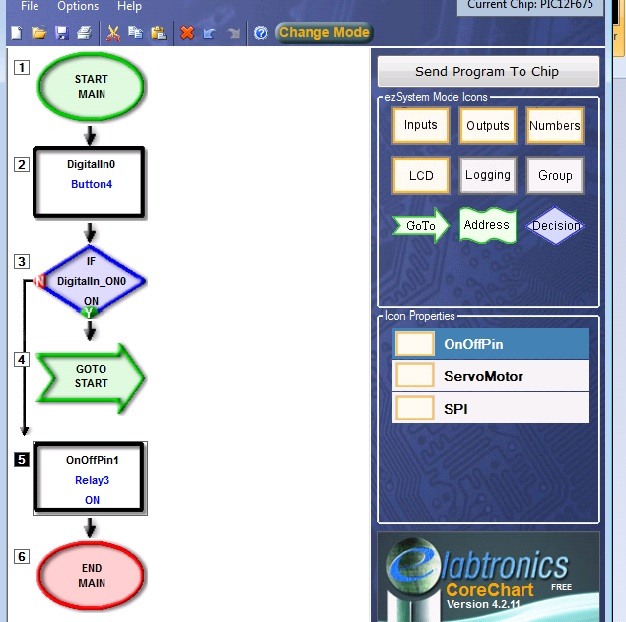 File Options Help
Current Chip: PIC12F675
Change Mode
1
START
MAIN
2
DigitalIn0
Button4
3
IF
DigitalIn_ON0
ON
N
Y
4
GOTO
START
5
OnOffPin1
Relay3
ON
6
END
MAIN
Send Program To Chip
ezSystem Mode Icons
Inputs Outputs Numbers
LCD Logging Group
GoTo Address Decision
Icon Properties
OnOffPin
ServoMotor
SPI
elabtronics
CoreChart FREE
Version 4.2.11